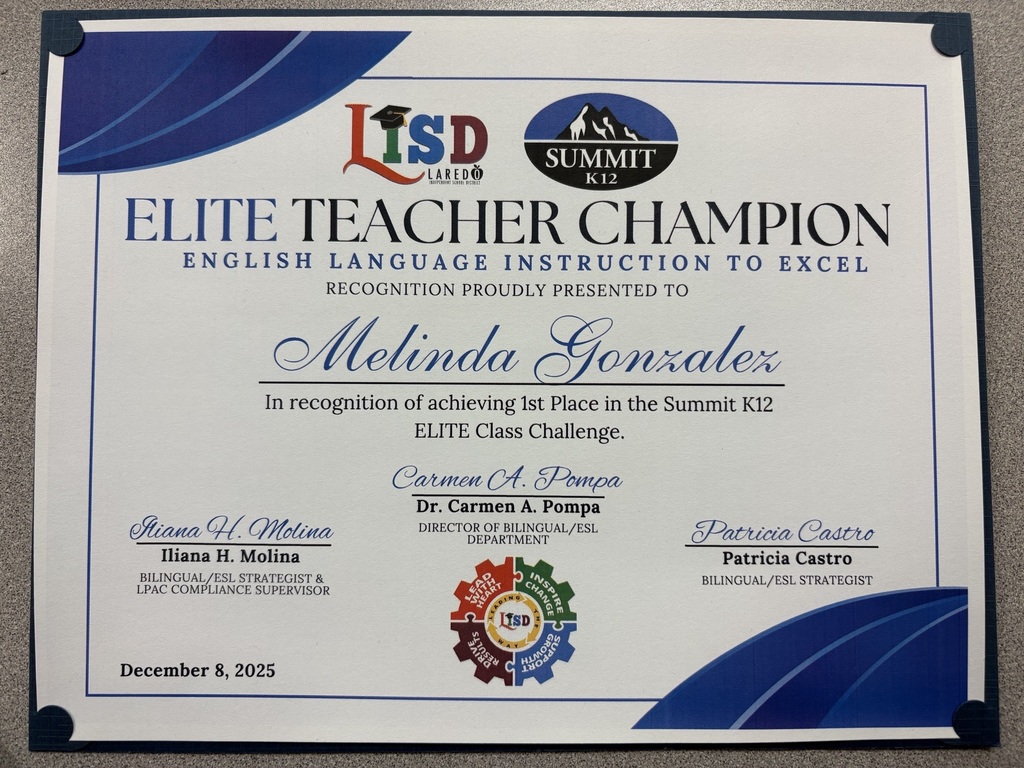 LISD
LAREDO
INDEPENDENT SCHOOL DISTRICT
SUMMIT
K12
ELITE TEACHER CHAMPION
ENGLISH LANGUAGE INSTRUCTION TO EXCEL
RECOGNITION PROUDLY PRESENTED TO
Melinda Gonzalez
In recognition of achieving 1st Place in the Summit K12
ELITE Class Challenge.
Carmen A. Pompa
Dr. Carmen A. Pompa
DIRECTOR OF BILINGUAL/ESL
DEPARTMENT
Iliana H. Molina
Iliana H. Molina
BILINGUAL/ESL STRATEGIST &
LPAC COMPLIANCE SUPERVISOR
Patricia Castro
Patricia Castro
BILINGUAL/ESL STRATEGIST
LEAD WITH HEART
INSPIRE CHANGE
LEADING THE WAY
LISD
DRIVE RESULTS
SUPPORT GROWTH
December 8, 2025